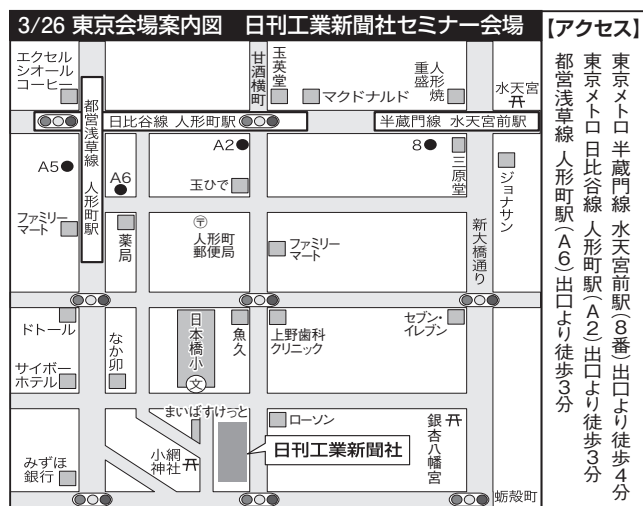 3/26 東京会場案内図　日刊工業新聞社セミナー会場
エクセル
シオール
コーヒー
都営浅草線 人形町駅
日比谷線 人形町駅
甘酒横町
玉英堂
マクドナルド
重盛
人形焼
水天宮
半蔵門線 水天宮前駅
A5
A6
A2
8
玉ひで
三原堂
ジョナサン
ファミリー
マート
薬局
〒
人形町
郵便局
ファミリー
マート
新大橋通り
ドトール
サイボー
ホテル
なか卯
日本橋小
文
魚久
上野歯科
クリニック
セブン・
イレブン
まいばすけっと
ローソン
銀杏八幡宮
みずほ
銀行
小網
神社
日刊工業新聞社
蛎殻町
【アクセス】
東京メトロ 半蔵門線 水天宮前駅(8番)出口より徒歩4分
東京メトロ 日比谷線 人形町駅(A2)出口より徒歩3分
都営浅草線 人形町駅(A6)出口より徒歩3分